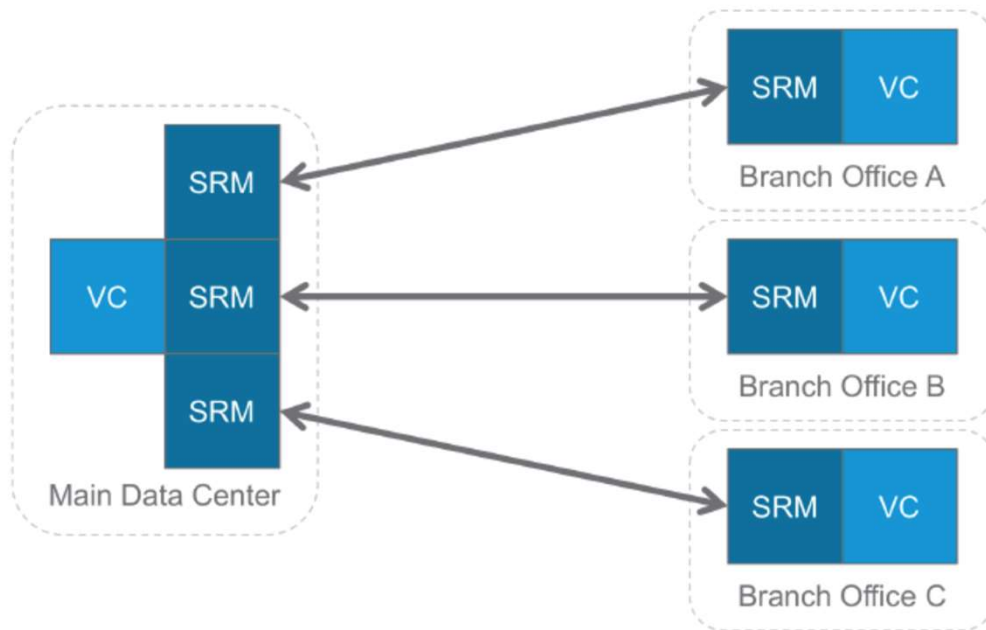 SRM
VC SRM
SRM
Main Data Center
SRM VC
Branch Office A
SRM VC
Branch Office B
SRM VC
Branch Office C